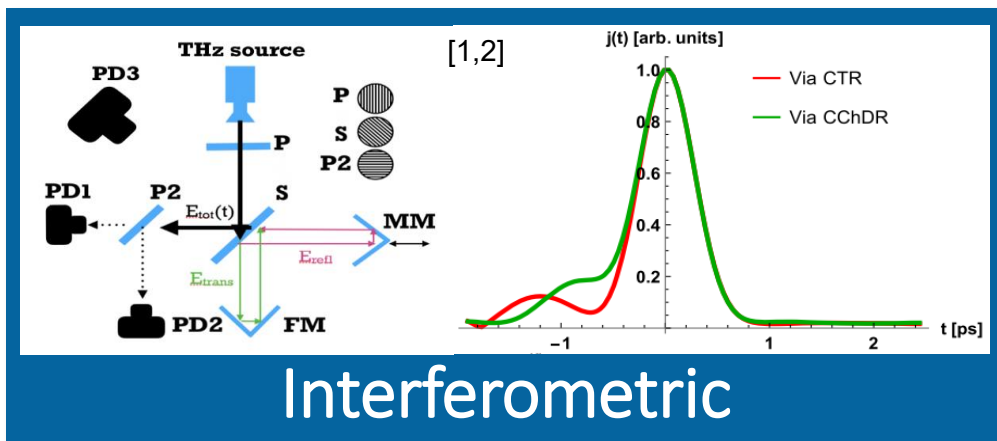 THz source
PD3
P
S
P2
P
PD1
P2
S
Etot(t)
MM
Erefl
Etrans
PD2
FM
[1,2]
j(t) [arb. units]
1.0
0.8
0.6
0.4
0.2
−1
1
2
t [ps]
Via CTR
Via CChDR
Interferometric